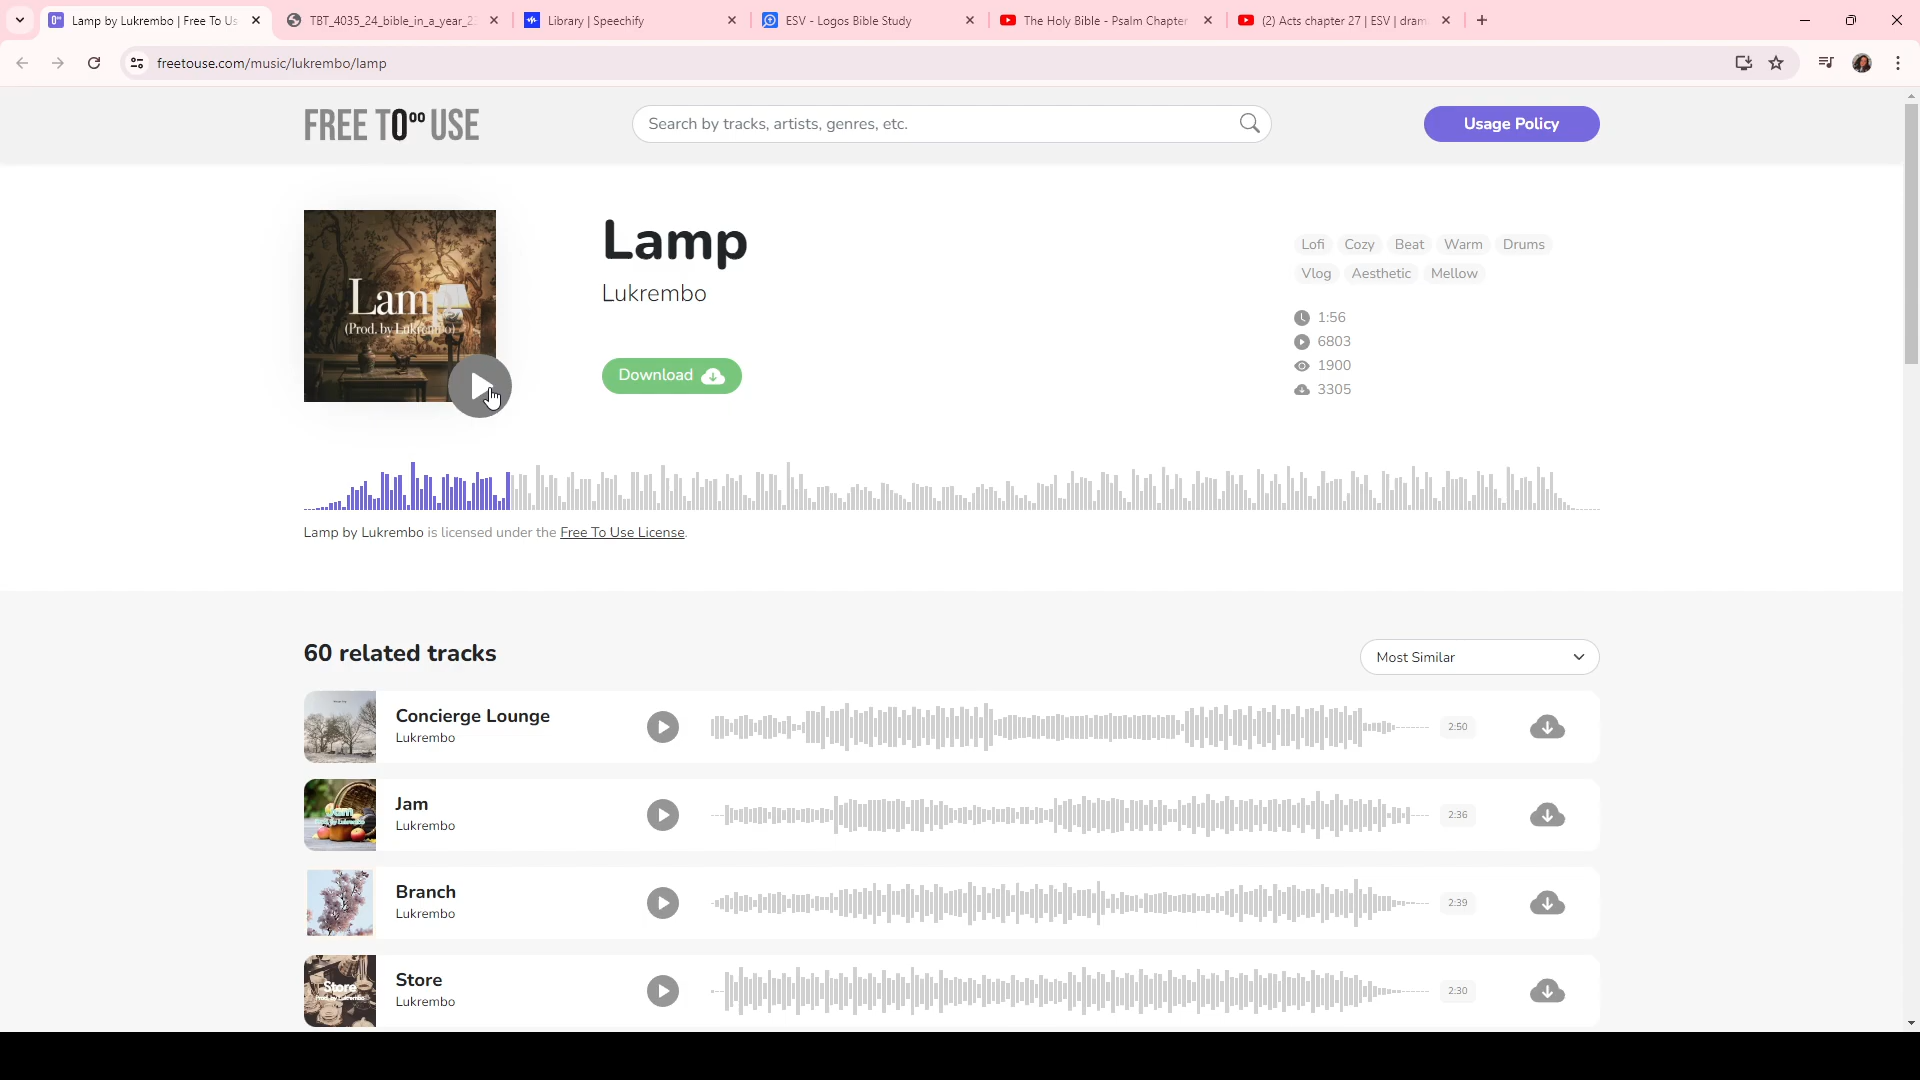 Lamp by Lukrembo | Free To Us
TBT_4035_24_bible_in_a_year_2
Library | Speechify
ESV - Logos Bible Study
The Holy Bible - Psalm Chapter
(2) Acts chapter 27 | ESV | dram
freetouse.com/music/lukrembo/lamp
FREE TO USE
Search by tracks, artists, genres, etc.
Usage Policy
Lamp
(Prod. by Lukrembo)
Lamp
Lukrembo
Download
Lofi Cozy Beat Warm Drums
Vlog Aesthetic Mellow
1:56
6803
1900
3305
Lamp by Lukrembo is licensed under the Free To Use License.
60 related tracks
Most Similar
Concierge Lounge
Lukrembo
2:50
Jam
Lukrembo
2:36
Branch
Lukrembo
2:39
Store
Store
Lukrembo
2:30